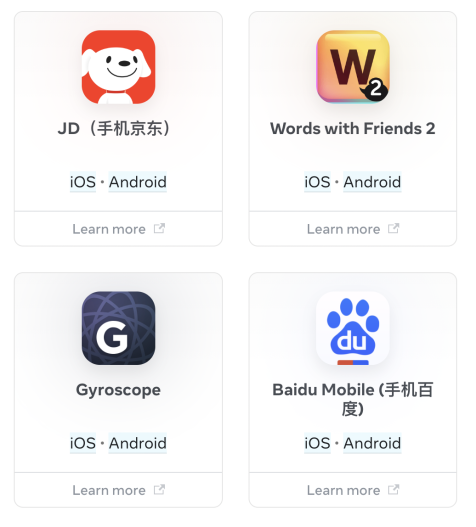 W
2
JD（手机京东）
Words with Friends 2
iOS • Android
iOS • Android
Learn more
Learn more
G
du
Gyroscope
Baidu Mobile (手机百
度)
iOS • Android
iOS • Android
Learn more
Learn more